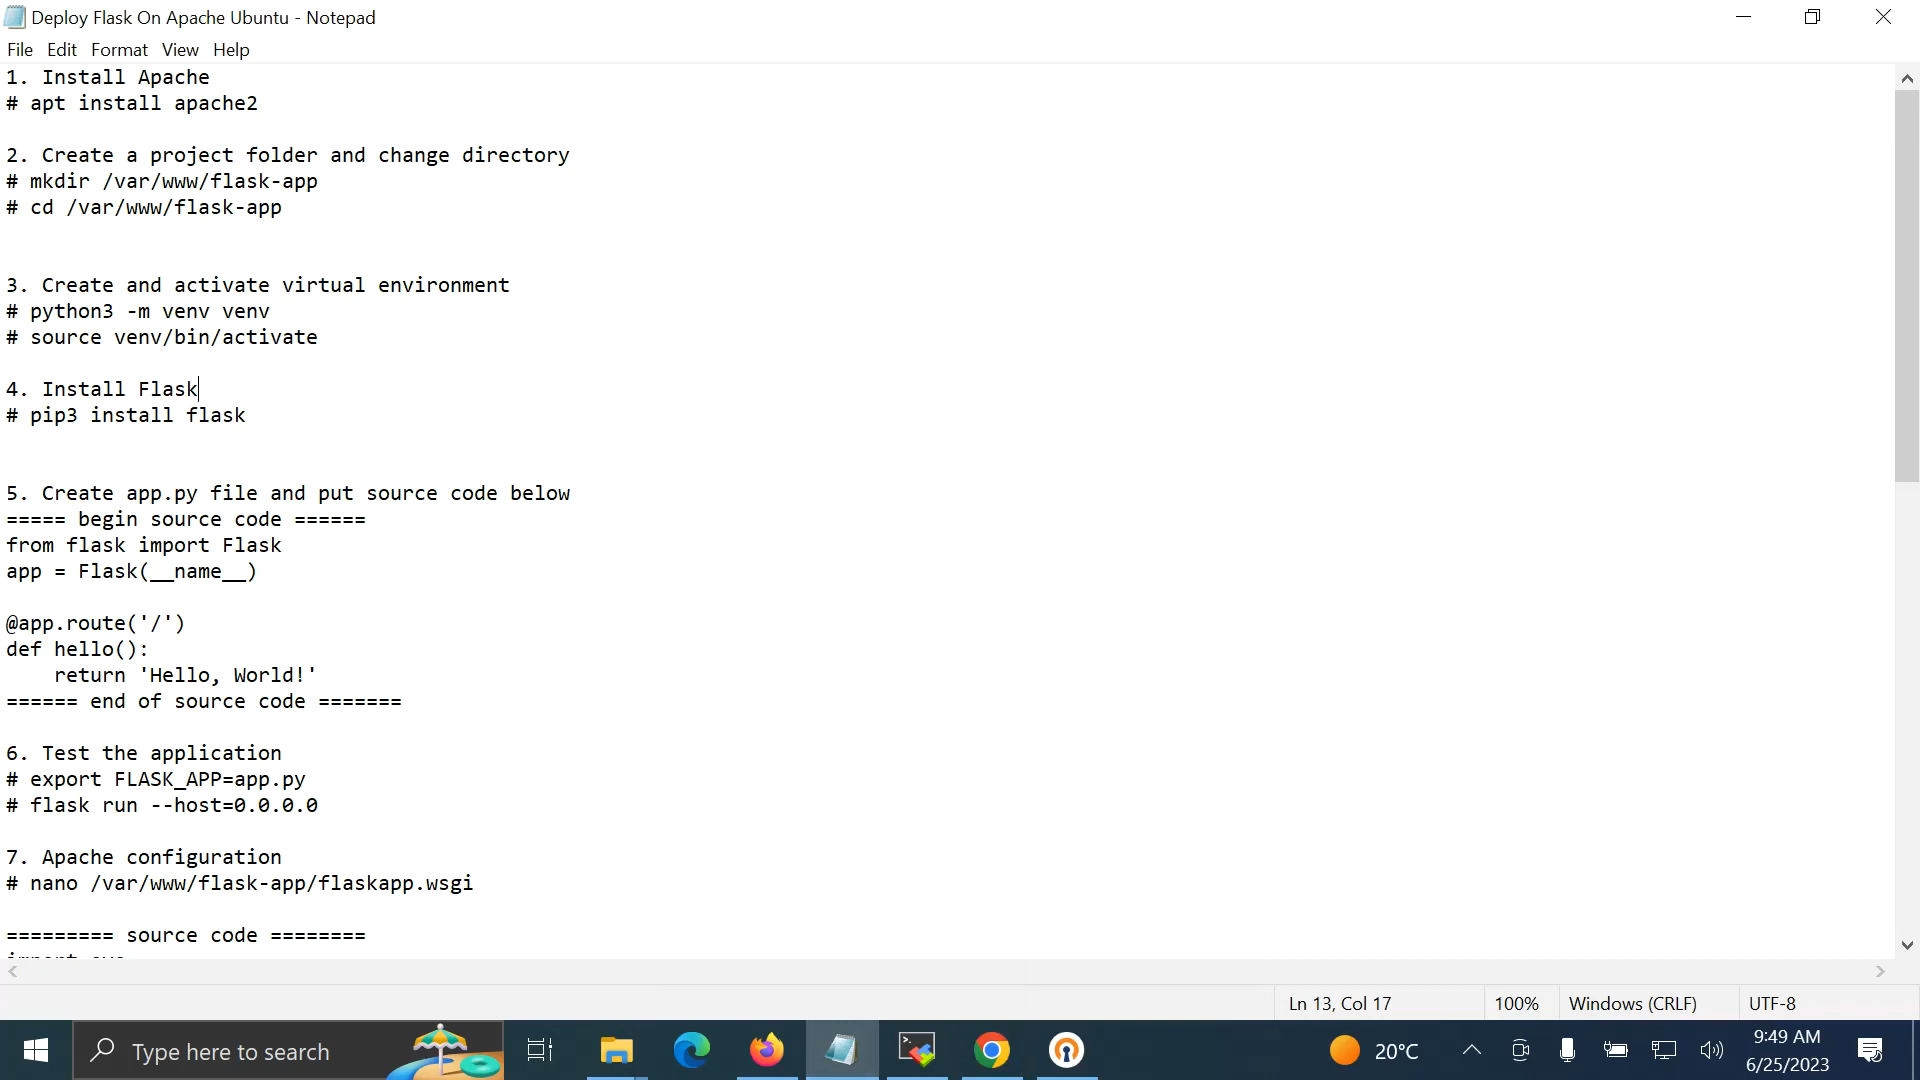 Deploy Flask On Apache Ubuntu - Notepad
File Edit Format View Help
1. Install Apache
# apt install apache2
2. Create a project folder and change directory
# mkdir /var/www/flask-app
# cd /var/www/flask-app
3. Create and activate virtual environment
# python3 -m venv venv
# source venv/bin/activate
4. Install Flask
# pip3 install flask
5. Create app.py file and put source code below
===== begin source code ======
from flask import Flask
app = Flask(__name__)
@app.route('/')
def hello():
    return 'Hello, World!'
====== end of source code =======
6. Test the application
# export FLASK_APP=app.py
# flask run --host=0.0.0.0
7. Apache configuration
# nano /var/www/flask-app/flaskapp.wsgi
========= source code ========
Ln 13, Col 17 100% Windows (CRLF) UTF-8
Type here to search
20°C
9:49 AM
6/25/2023